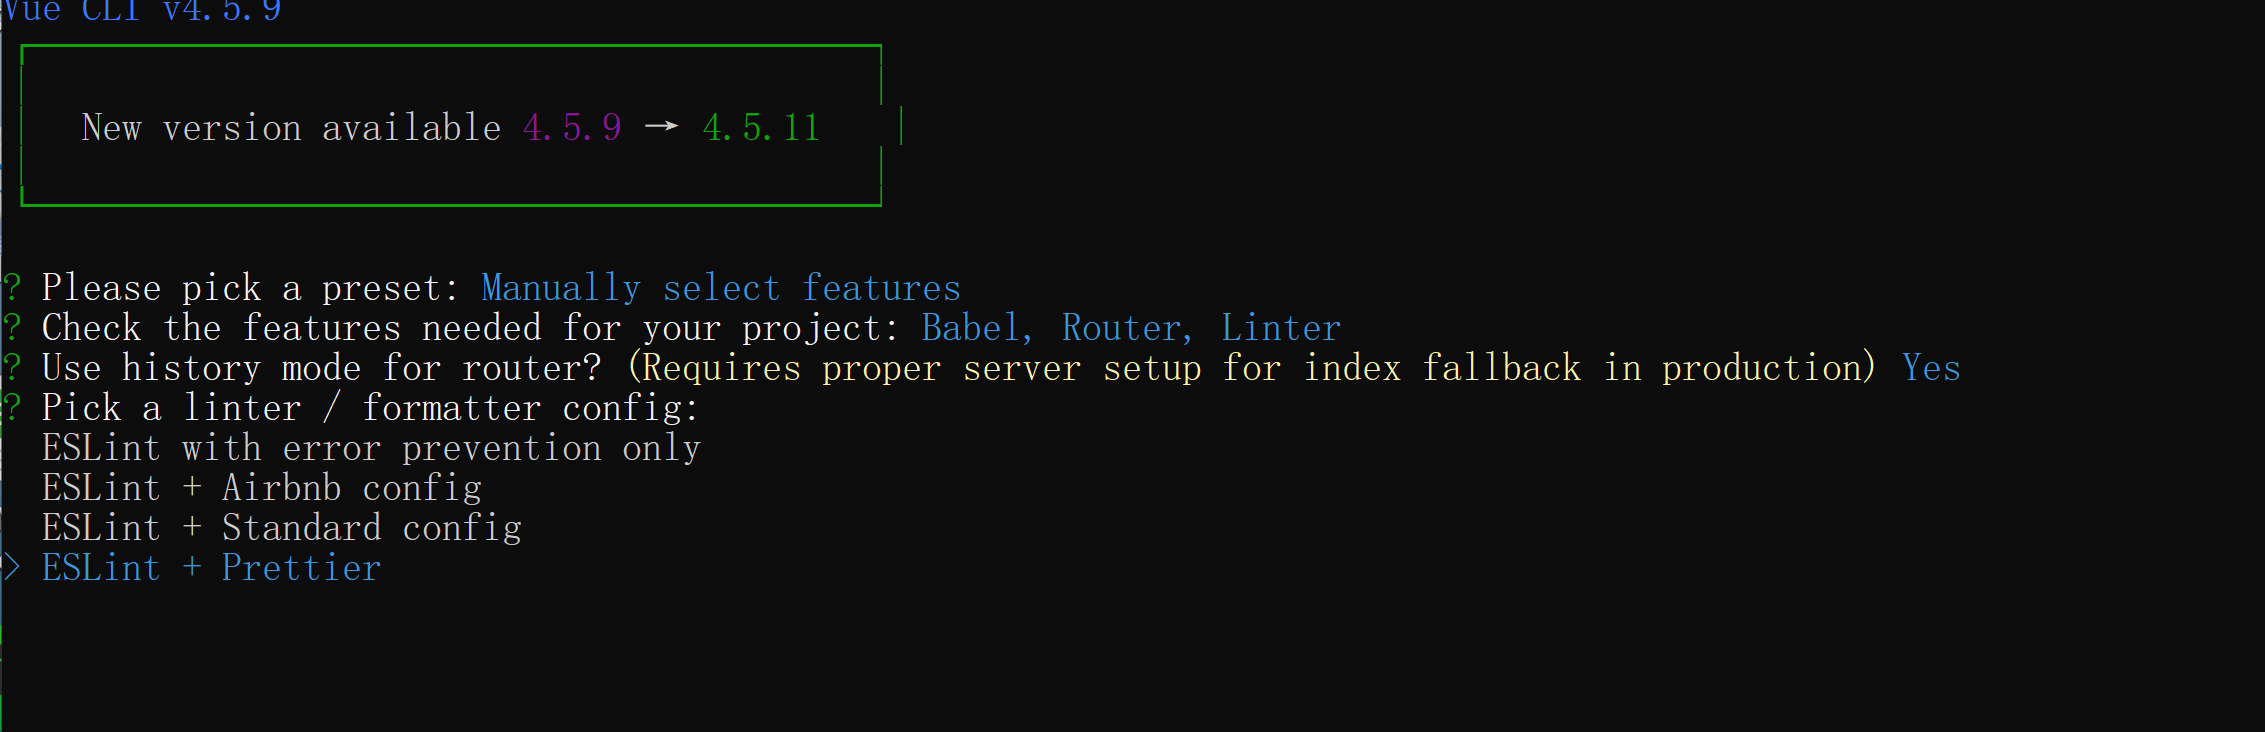 Vue CLI v4.5.9
New version available 4.5.9 → 4.5.11
? Please pick a preset: Manually select features
? Check the features needed for your project: Babel, Router, Linter
? Use history mode for router? (Requires proper server setup for index fallback in production) Yes
? Pick a linter / formatter config:
ESLint with error prevention only
ESLint + Airbnb config
ESLint + Standard config
> ESLint + Prettier